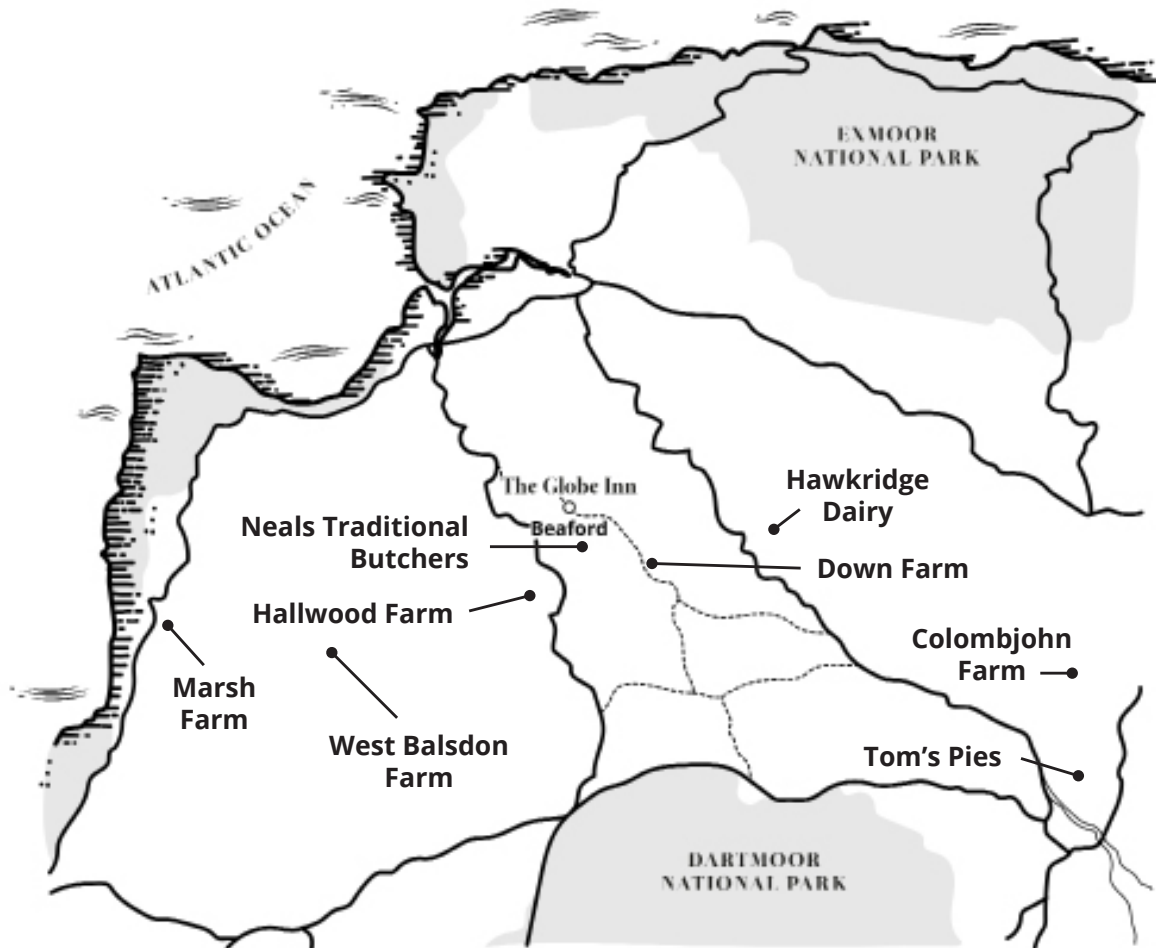 EXMOOR
NATIONAL PARK
ATLANTIC OCEAN
Hawkridge
Dairy
The Globe Inn
Beaford
Neals Traditional
Butchers
Down Farm
Hallwood Farm
Colombjohn
Farm
Marsh
Farm
West Balsdon
Farm
Tom's Pies
DARTMOOR
NATIONAL PARK